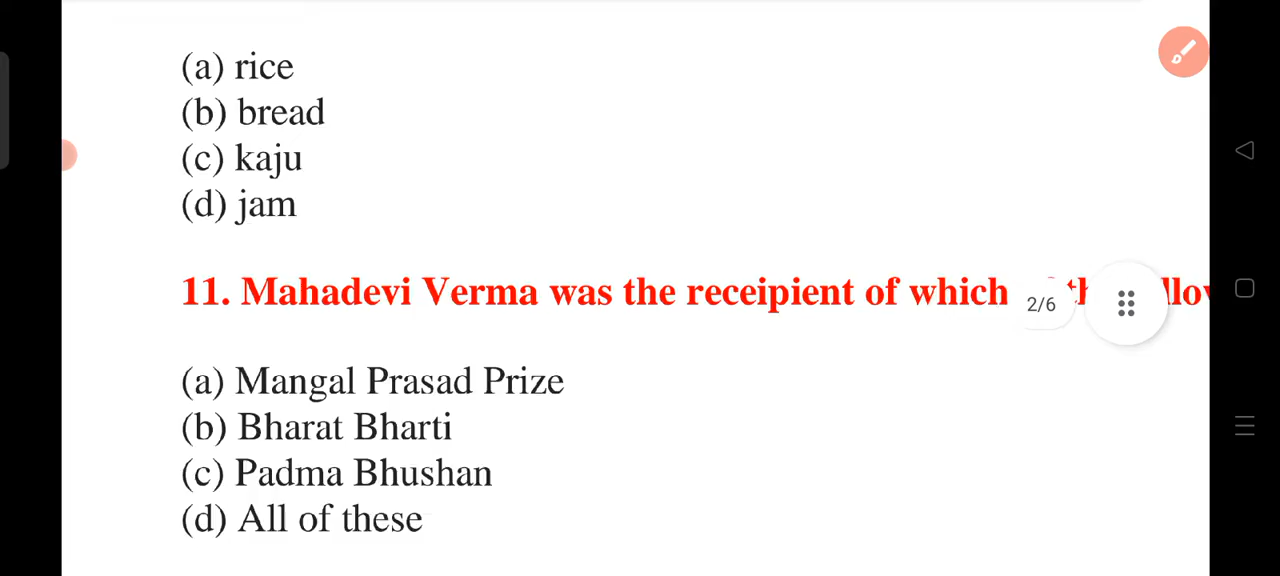 (a) rice
(b) bread
(c) kaju
(d) jam
11. Mahadevi Verma was the receipient of which
2/6
(a) Mangal Prasad Prize
(b) Bharat Bharti
(c) Padma Bhushan
(d) All of these